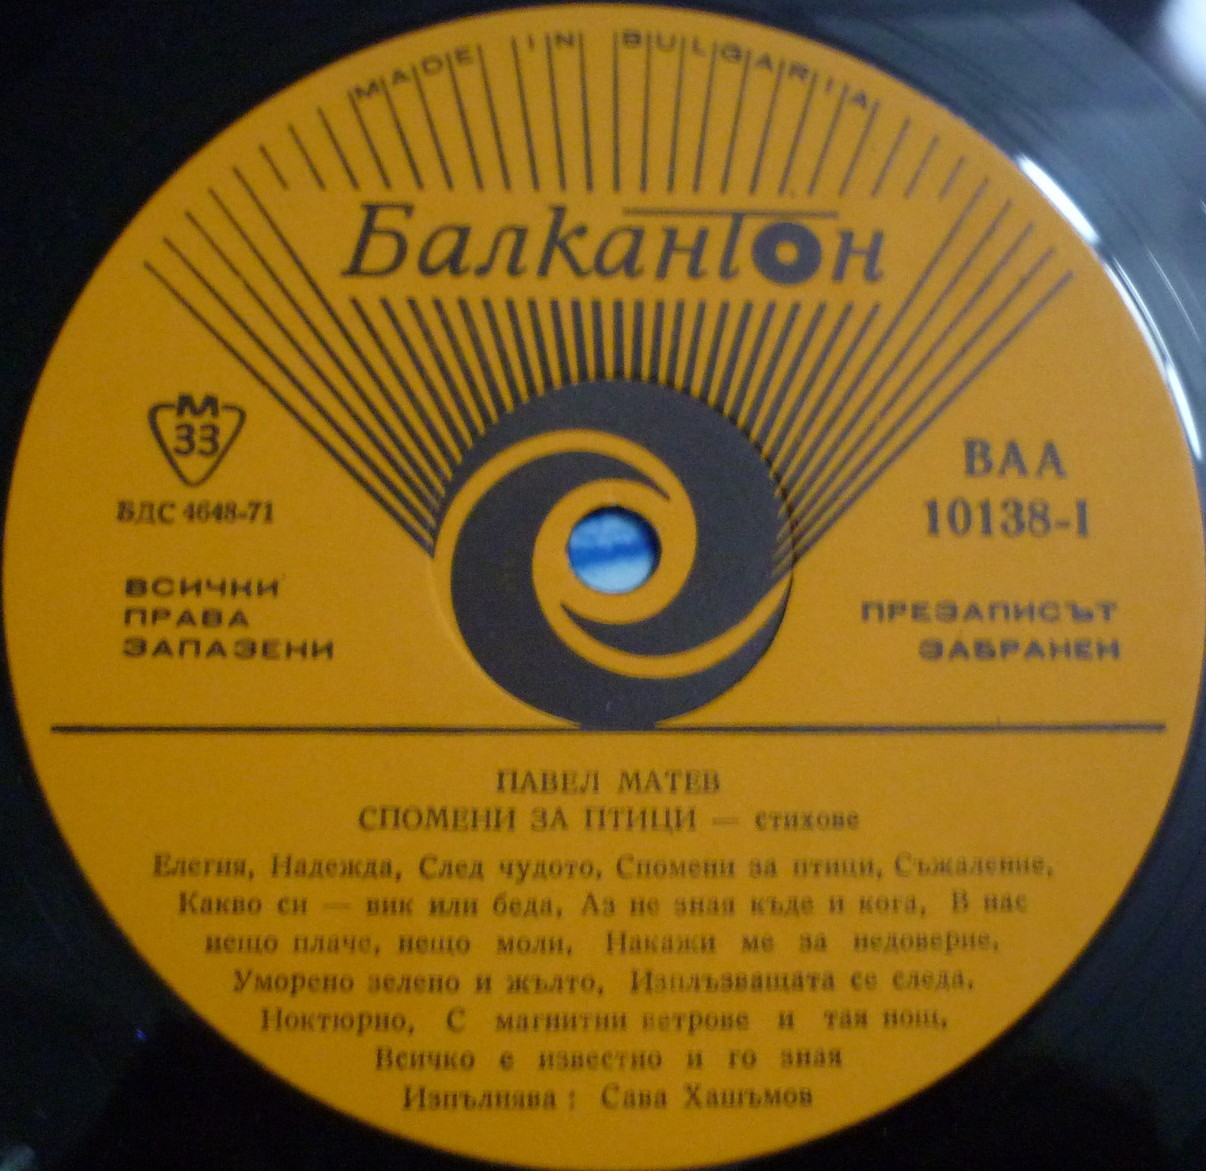 MADE IN BULGARIA
Балкантон
М
33
БДС 4648-71
ВАА
10138-I
ВСИЧКИ
ПРАВА
ЗАПАЗЕНИ
ПРЕЗАПИСЪТ
ЗАБРАНЕН
ПАВЕЛ МАТЕВ
СПОМЕНИ ЗА ПТИЦИ — стихове
Елегия, Надежда, След чудото, Спомени за птици, Съжаление,
Какво си — вик или беда, Аз не зная къде и кога, В нас
нещо плаче, нещо моли, Накажи ме за недоверие,
Уморено зелено и жълто, Изплъзващата се следа,
Ноктюрно, С магнитни ветрове и тая нощ,
Всичко е известно и го зная
Изпълнява: Сава Хашъмов